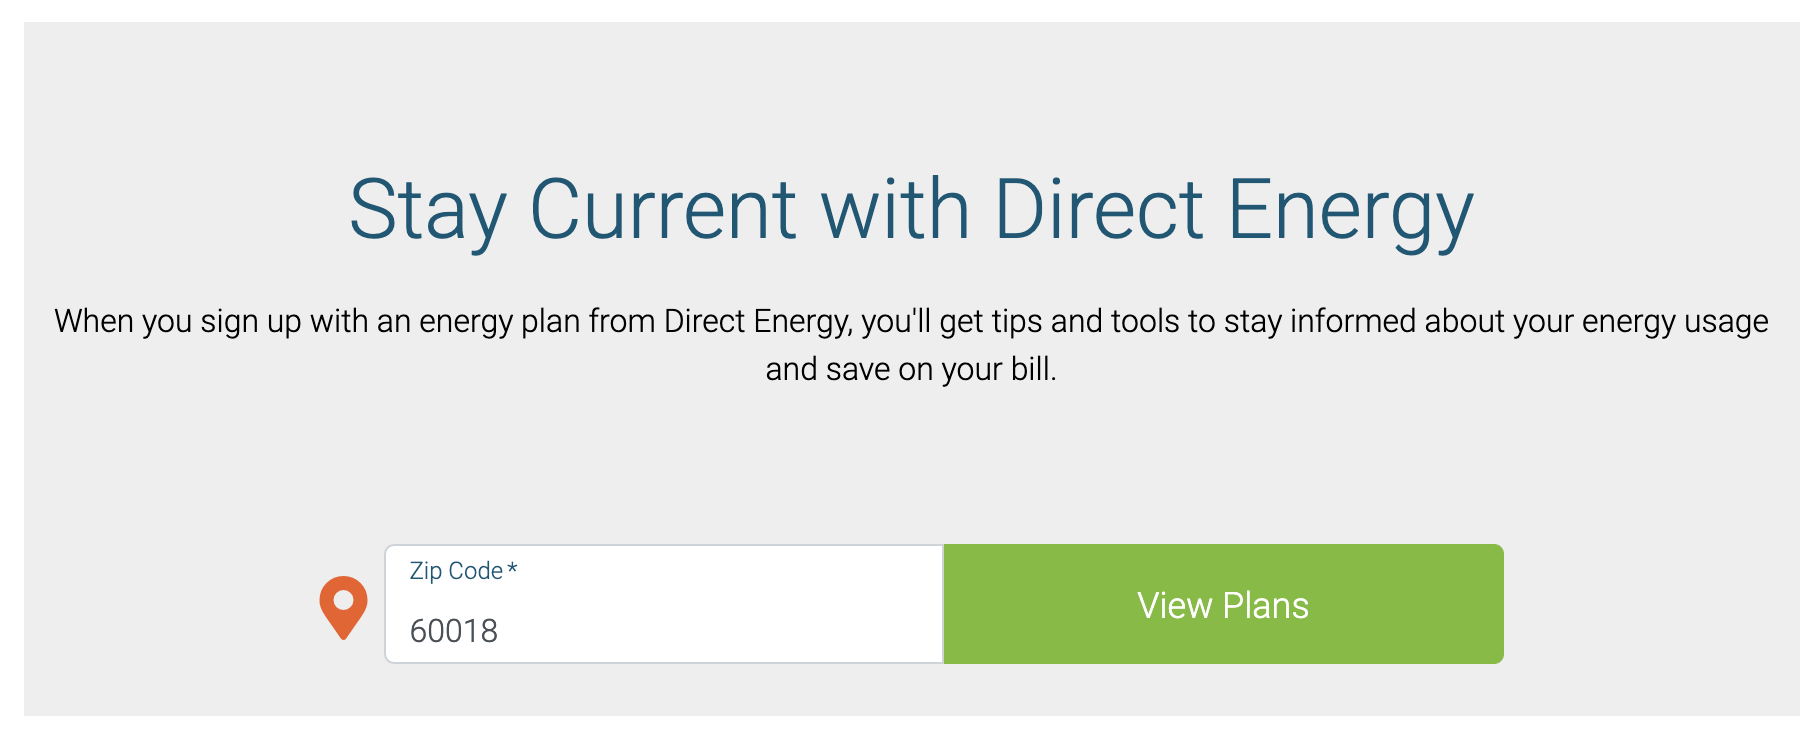 Stay Current with Direct Energy
When you sign up with an energy plan from Direct Energy, you'll get tips and tools to stay informed about your energy usage
and save on your bill.
Zip Code *
60018
View Plans